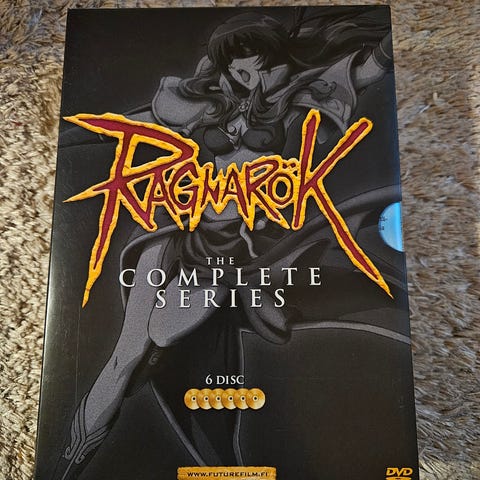 RAGNARÖK
THE
COMPLETE
SERIES
6 DISC
WWW.FUTUREFILM.FI
DVD